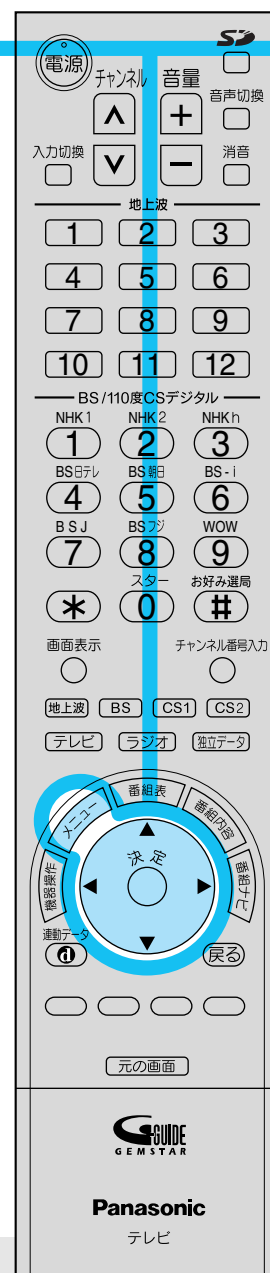 SD
電源
チャンネル 音量
音声切換
∧ +
入力切換 ∨ − 消音
地上波
1 2 3
4 5 6
7 8 9
10 11 12
BS/110度CSデジタル
NHK1 NHK2 NHKh
1 2 3
BS日テレ BS朝日 BS-i
4 5 6
BSJ BSフジ WOW
7 8 9
スター お好み選局
* 0 #
画面表示 チャンネル番号入力
地上波 BS CS1 CS2
テレビ ラジオ 独立データ
メニュー 番組表 番組内容
機器操作 決定 番組ナビ
連動データ
d 戻る
元の画面
G-GUIDE
GEMSTAR
Panasonic
テレビ